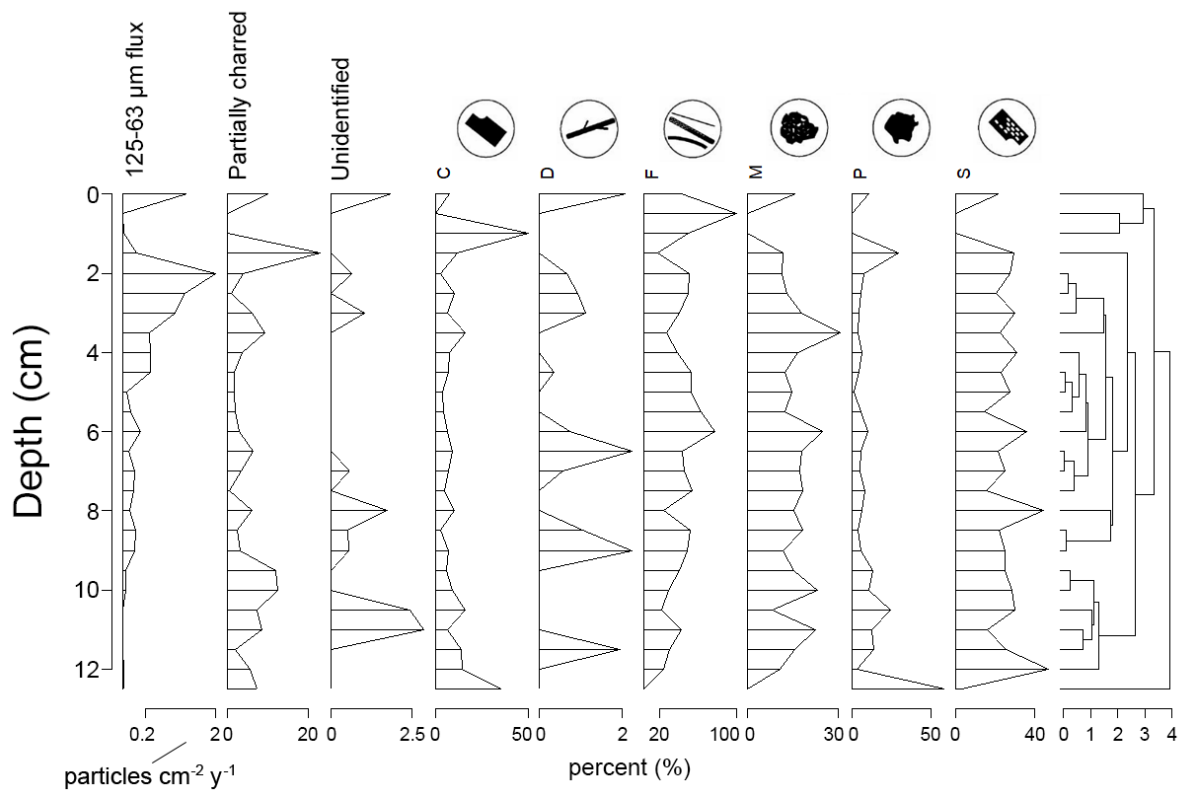 125-63 µm flux
Partially charred
Unidentified
C
D
F
M
P
S
Depth (cm)
0
2
4
6
8
10
12
0.2 2
0 20
0 2.5
0 50
0 2
20 100
0 30
0 50
0
0 1 2 3 4
particles cm⁻² y⁻¹
percent (%)